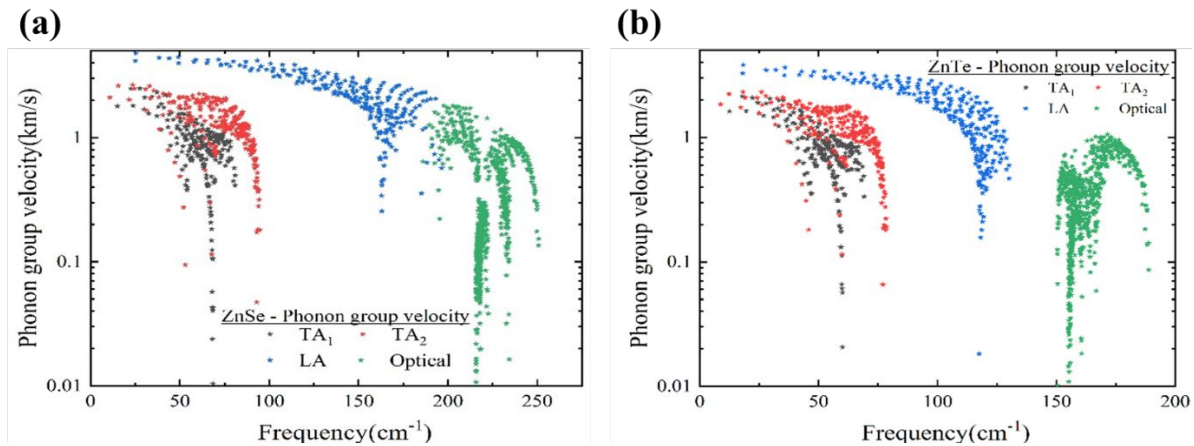 (a)
Phonon group velocity(km/s)
1
0.1
0.01
ZnSe - Phonon group velocity
TA₁ TA₂
LA Optical
0 50 100 150 200 250
Frequency(cm⁻¹)
(b)
Phonon group velocity(km/s)
1
0.1
0.01
ZnTe - Phonon group velocity
TA₁ TA₂
LA Optical
0 50 100 150 200
Frequency(cm⁻¹)